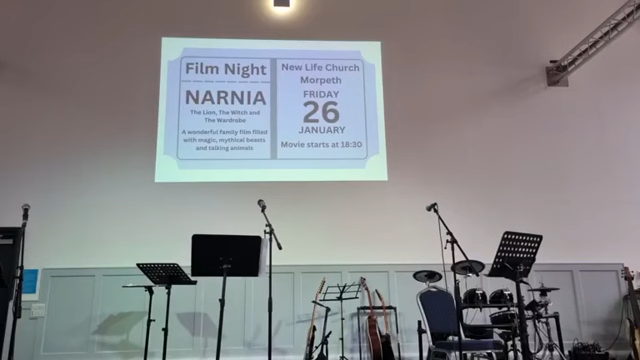 Film Night
NARNIA
The Lion, The Witch and
The Wardrobe
A wonderful family film filled
with magic, mythical beasts
and talking animals
New Life Church
Morpeth
FRIDAY
26
JANUARY
Movie starts at 18:30